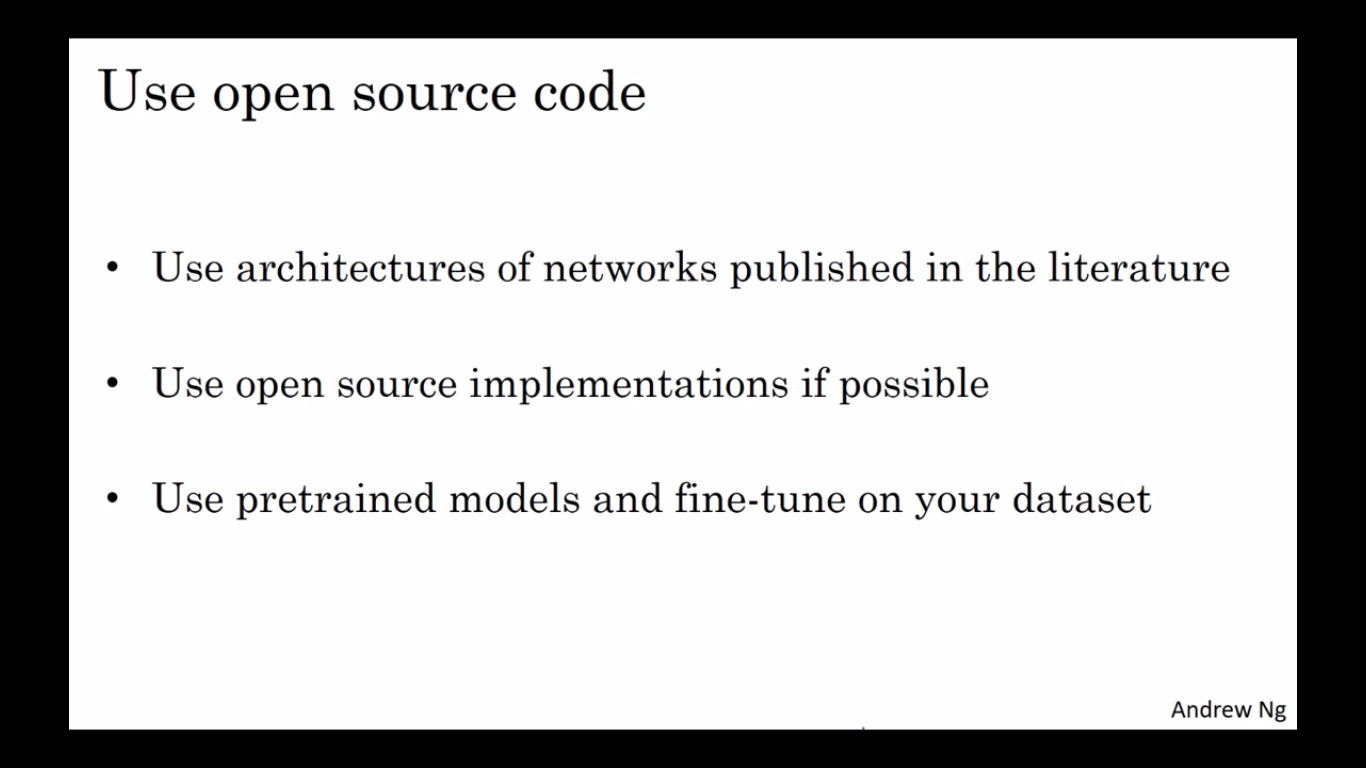 Use open source code
• Use architectures of networks published in the literature
• Use open source implementations if possible
• Use pretrained models and fine-tune on your dataset
Andrew Ng